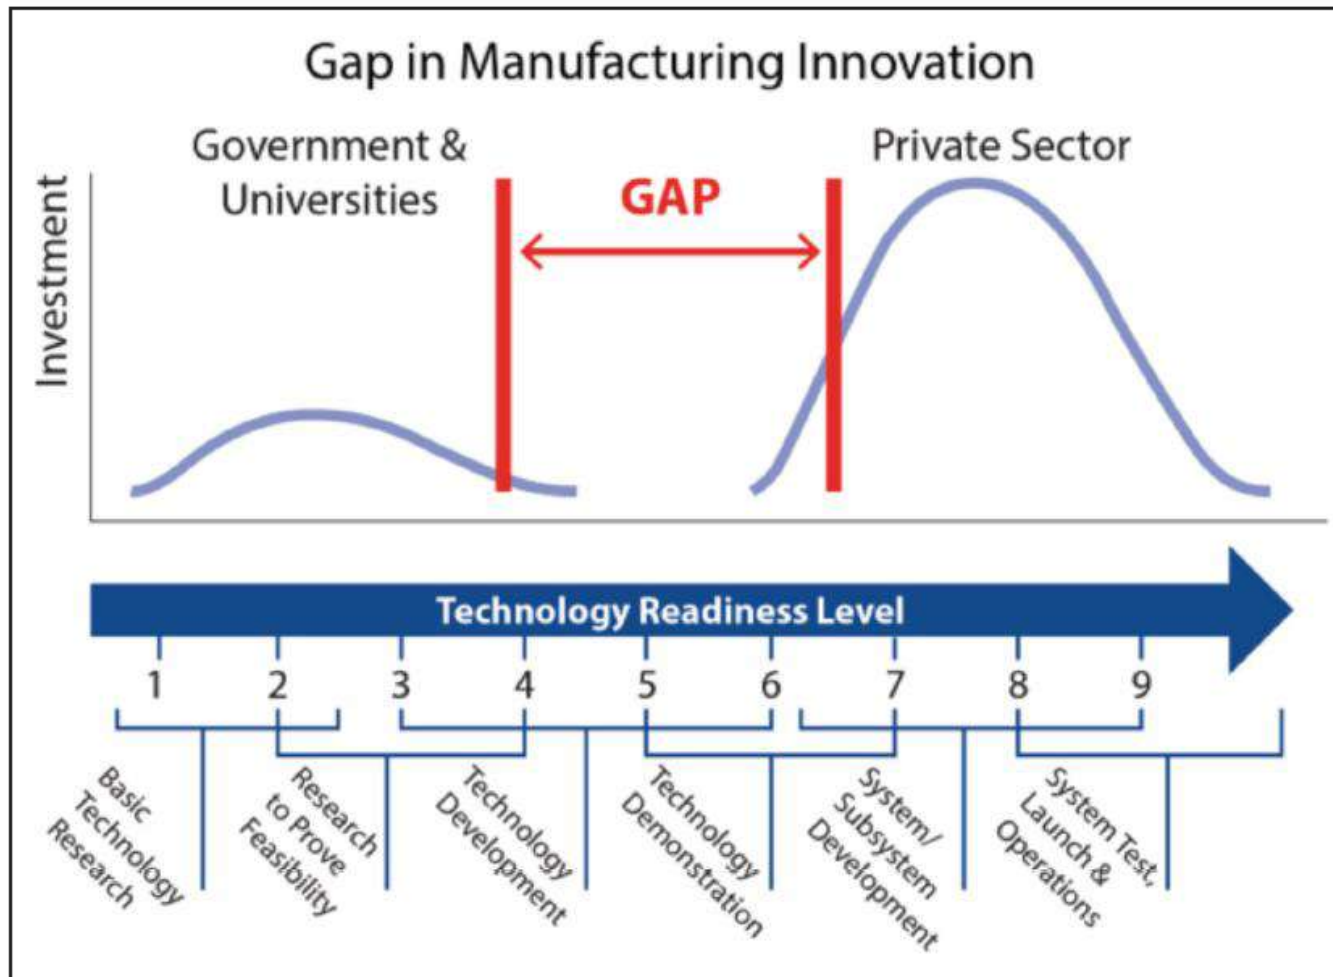 Gap in Manufacturing Innovation
Government &
Universities
GAP
Private Sector
Investment
Technology Readiness Level
1 2 3 4 5 6 7 8 9
Basic
Technology
Research
Research
to Prove
Feasibility
Technology
Development
Technology
Demonstration
System/
Subsystem
Development
System Test,
Launch &
Operations